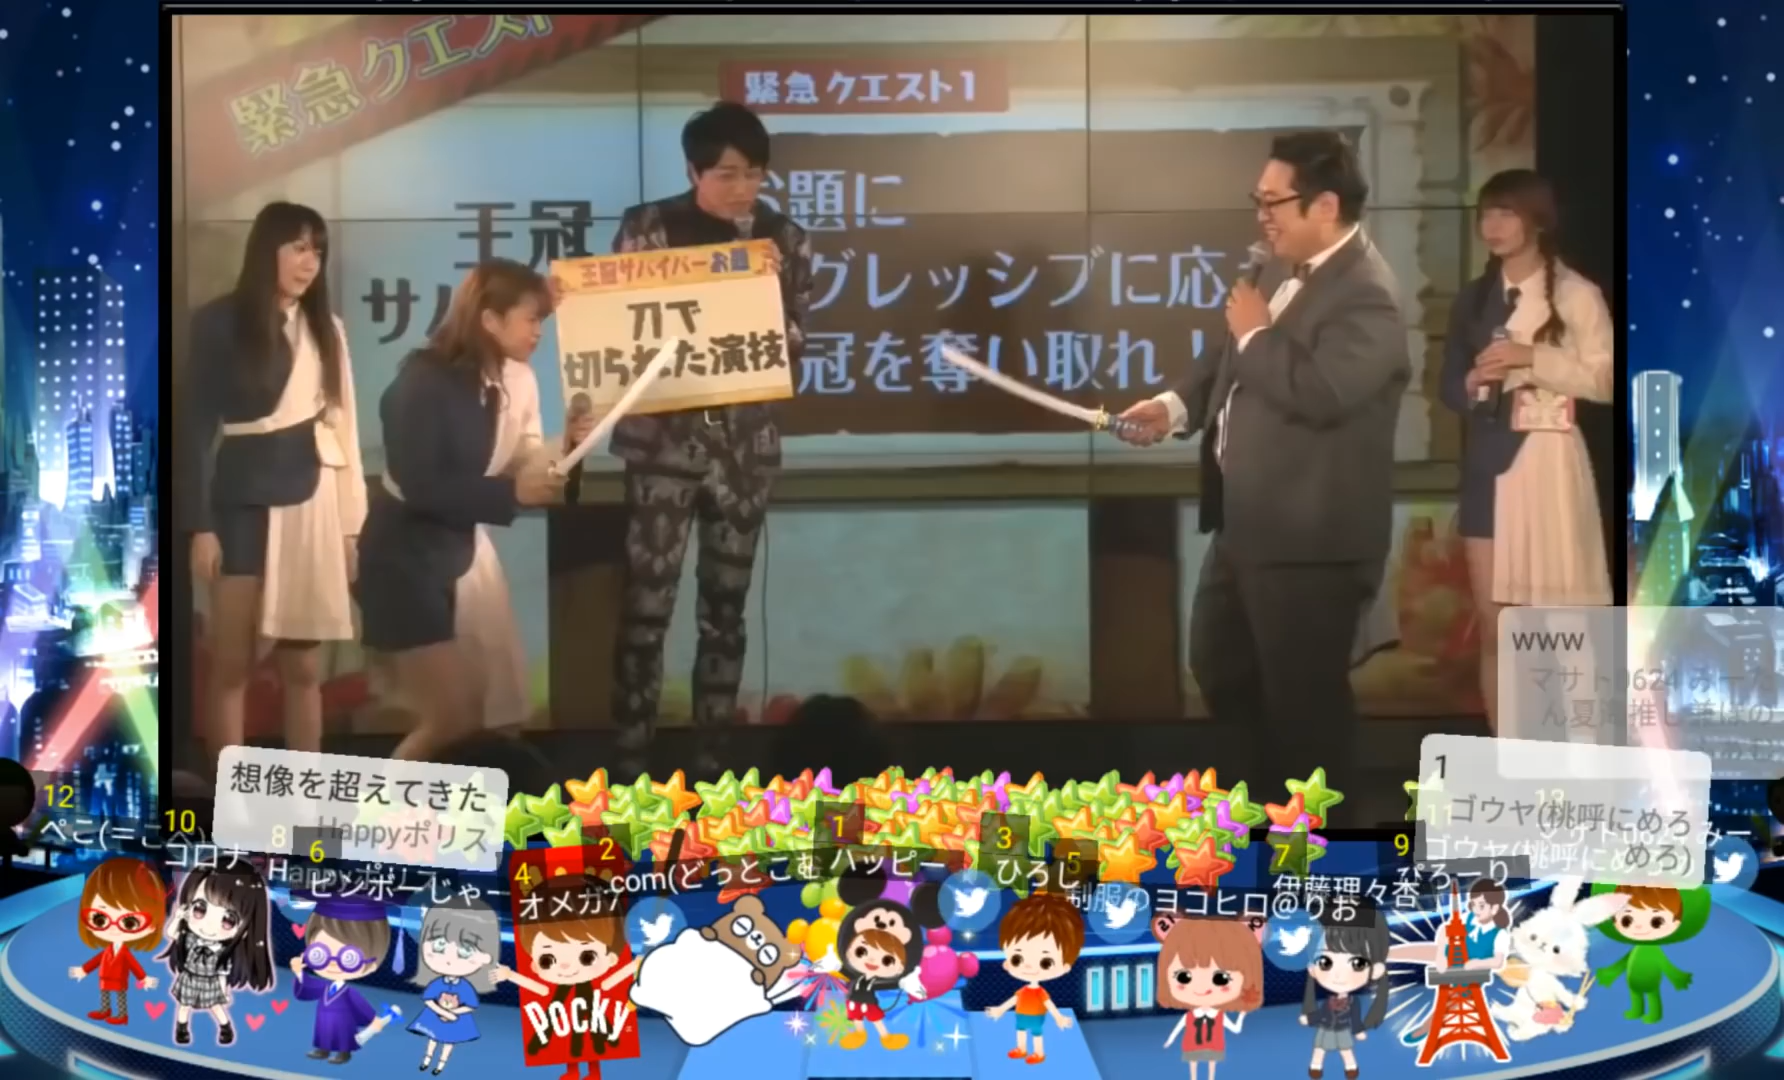 緊急クエスト
緊急クエスト1
王冠
お題に
グレッシブに応
冠を奪い取れ！
王冠サバイバーお題
刀で
切られた演技
www
想像を超えてきた
Happyポリス
1
ゴウヤ(桃呼にめろ
12
ぺこ(=
10
コロナ
8
6
ピンポーじゃー
4
オメガ
2
.com(どっとこむ
1
ハッピー
3
ひろし
5
制服のヨコヒロ
7
伊藤理々杏
@りお
9
ぴろーり
11
ゴウヤ(桃呼にめろ)
Pocky